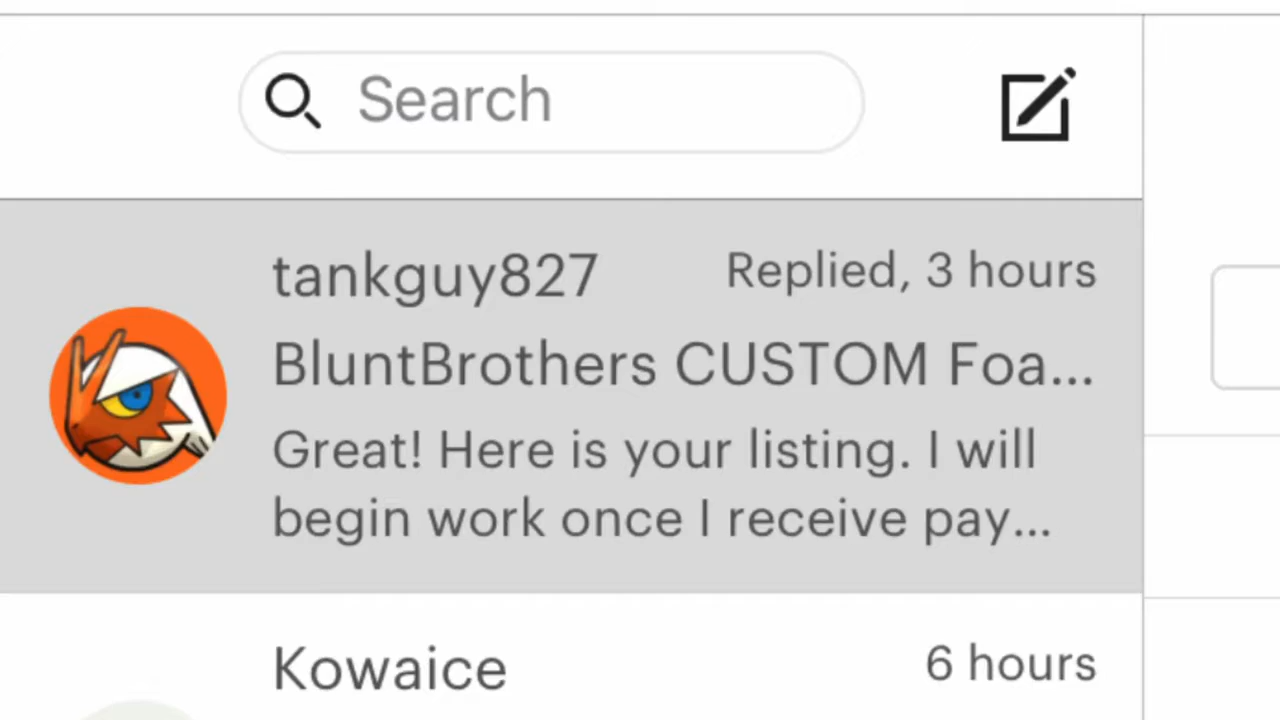 Search
tankguy827 Replied, 3 hours
BluntBrothers CUSTOM Foa...
Great! Here is your listing. I will
begin work once I receive pay...
Kowaice 6 hours